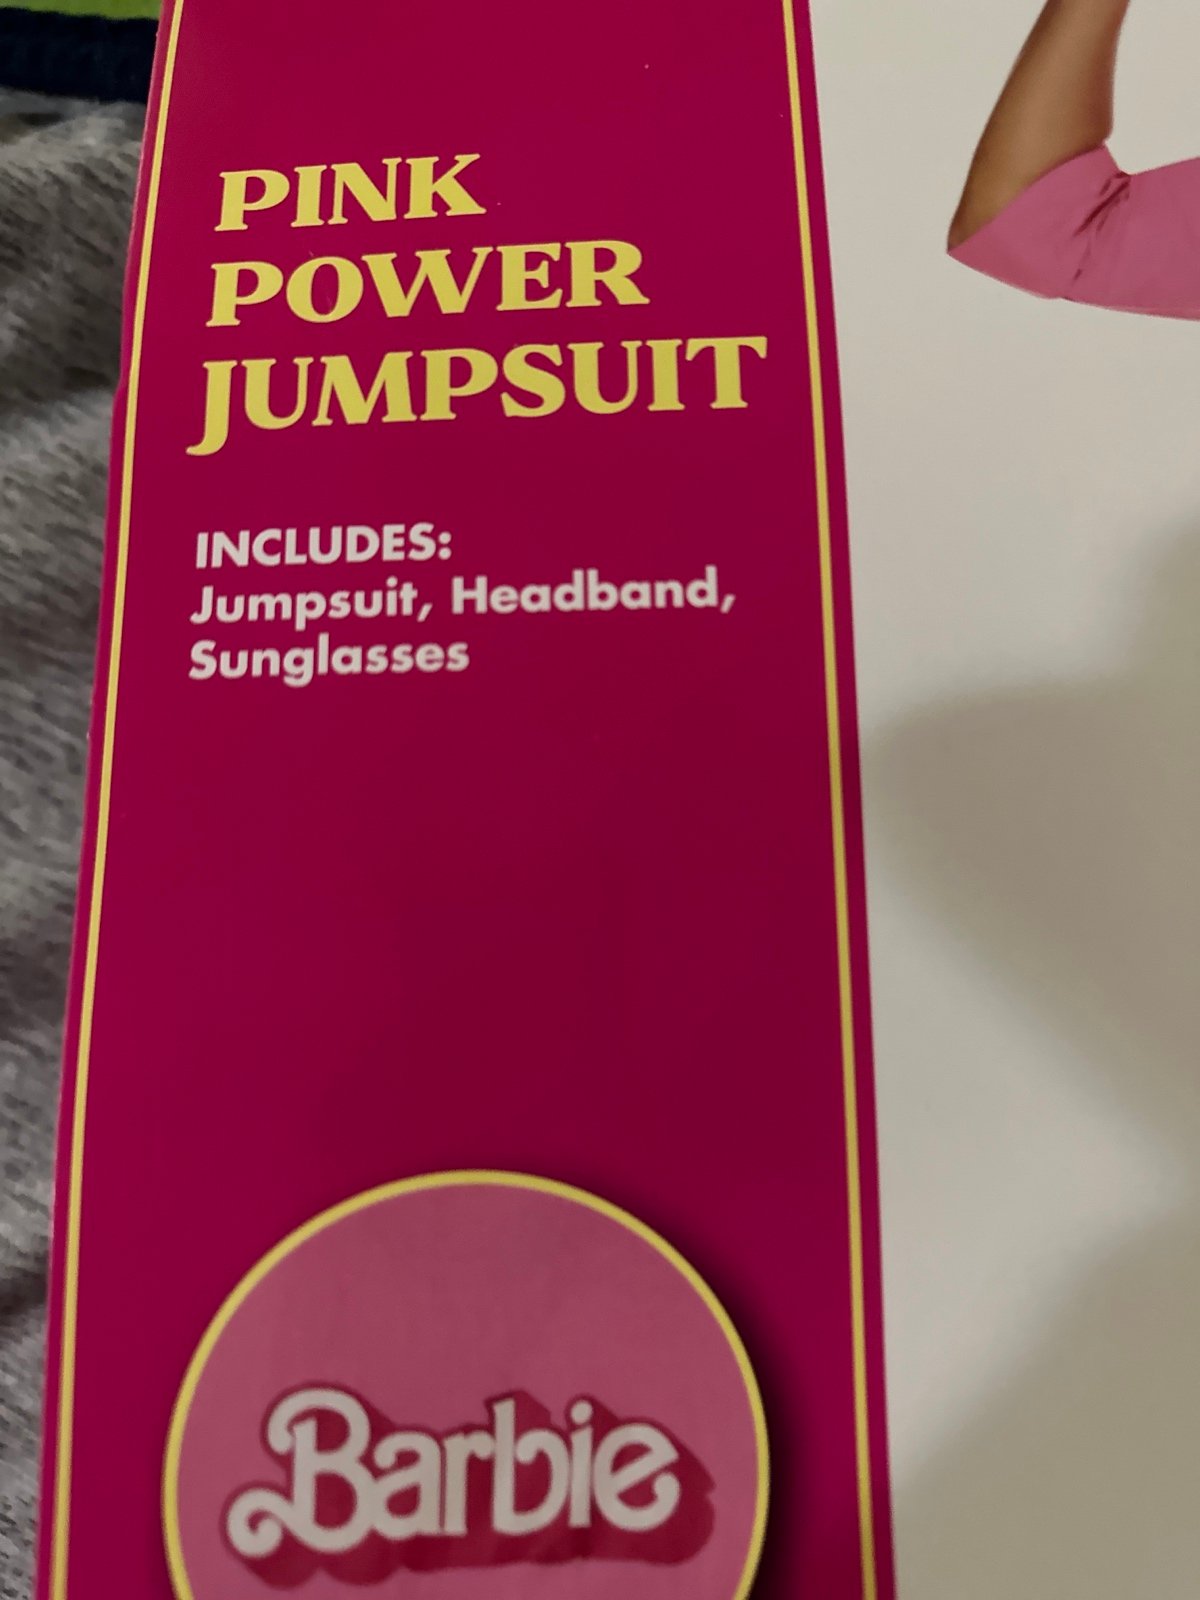 PINK
POWER
JUMPSUIT
INCLUDES:
Jumpsuit, Headband,
Sunglasses
Barbie